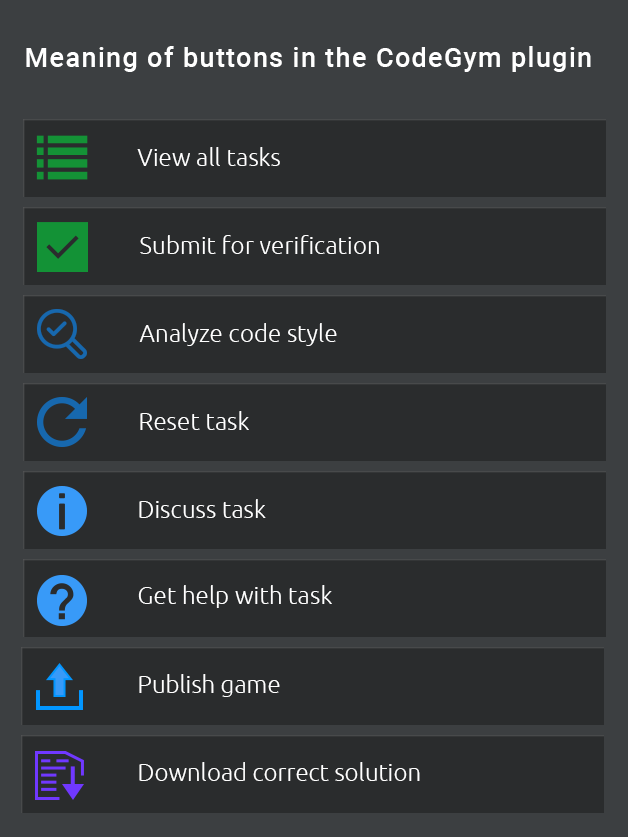 Meaning of buttons in the CodeGym plugin
View all tasks
Submit for verification
Analyze code style
Reset task
Discuss task
Get help with task
Publish game
Download correct solution